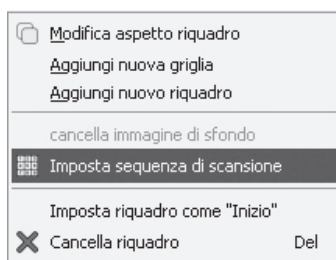 Modifica aspetto riquadro
Aggiungi nuova griglia
Aggiungi nuovo riquadro
cancella immagine di sfondo
Imposta sequenza di scansione
Imposta riquadro come "Inizio"
Cancella riquadro Del